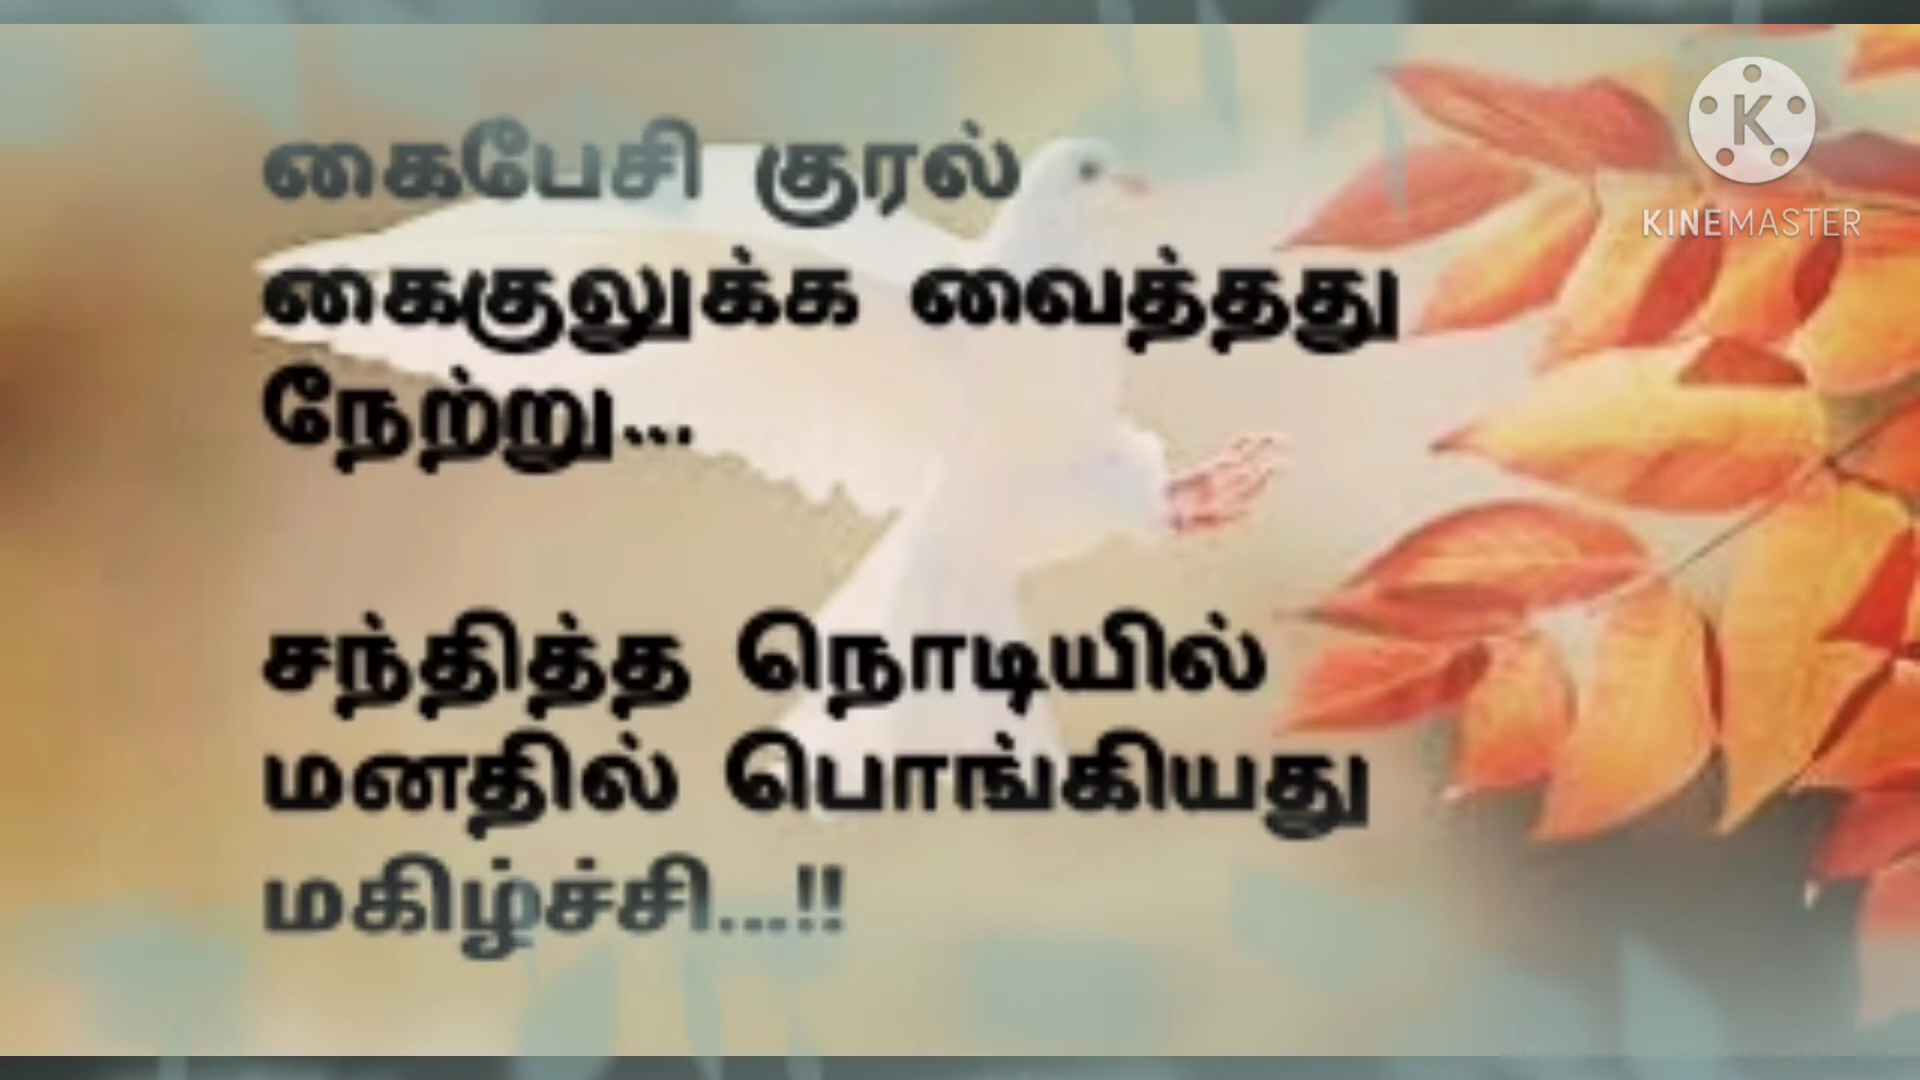 கைபேசி குரல்
கைகுலுக்க வைத்தது
நேற்று...
சந்தித்த நொடியில்
மனதில் பொங்கியது
மகிழ்ச்சி...!!
K
KINEMASTER